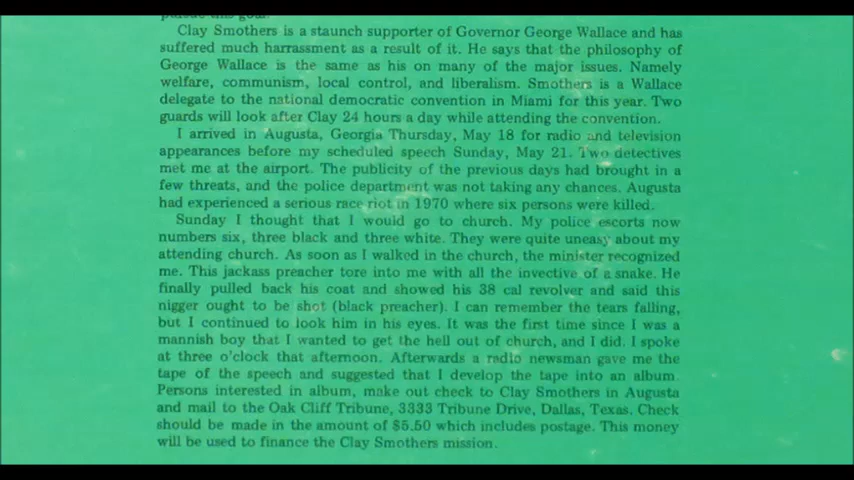 pursue this goal.
Clay Smothers is a staunch supporter of Governor George Wallace and has
suffered much harrassment as a result of it. He says that the philosophy of
George Wallace is the same as his on many of the major issues. Namely
welfare, communism, local control, and liberalism. Smothers is a Wallace
delegate to the national democratic convention in Miami for this year. Two
guards will look after Clay 24 hours a day while attending the convention.
I arrived in Augusta, Georgia Thursday, May 18 for radio and television
appearances before my scheduled speech Sunday, May 21. Two detectives
met me at the airport. The publicity of the previous days had brought in a
few threats, and the police department was not taking any chances. Augusta
had experienced a serious race riot in 1970 where six persons were killed.
Sunday I thought that I would go to church. My police escorts now
numbers six, three black and three white. They were quite uneasy about my
attending church. As soon as I walked in the church, the minister recognized
me. This jackass preacher tore into me with all the invective of a snake. He
finally pulled back his coat and showed his 38 cal revolver and said this
nigger ought to be shot (black preacher). I can remember the tears falling,
but I continued to look him in his eyes. It was the first time since I was a
mannish boy that I wanted to get the hell out of church, and I did. I spoke
at three o'clock that afternoon. Afterwards a radio newsman gave me the
tape of the speech and suggested that I develop the tape into an album.
Persons interested in album, make out check to Clay Smothers in Augusta
and mail to the Oak Cliff Tribune, 3333 Tribune Drive, Dallas, Texas. Check
should be made in the amount of $5.50 which includes postage. This money
will be used to finance the Clay Smothers mission.